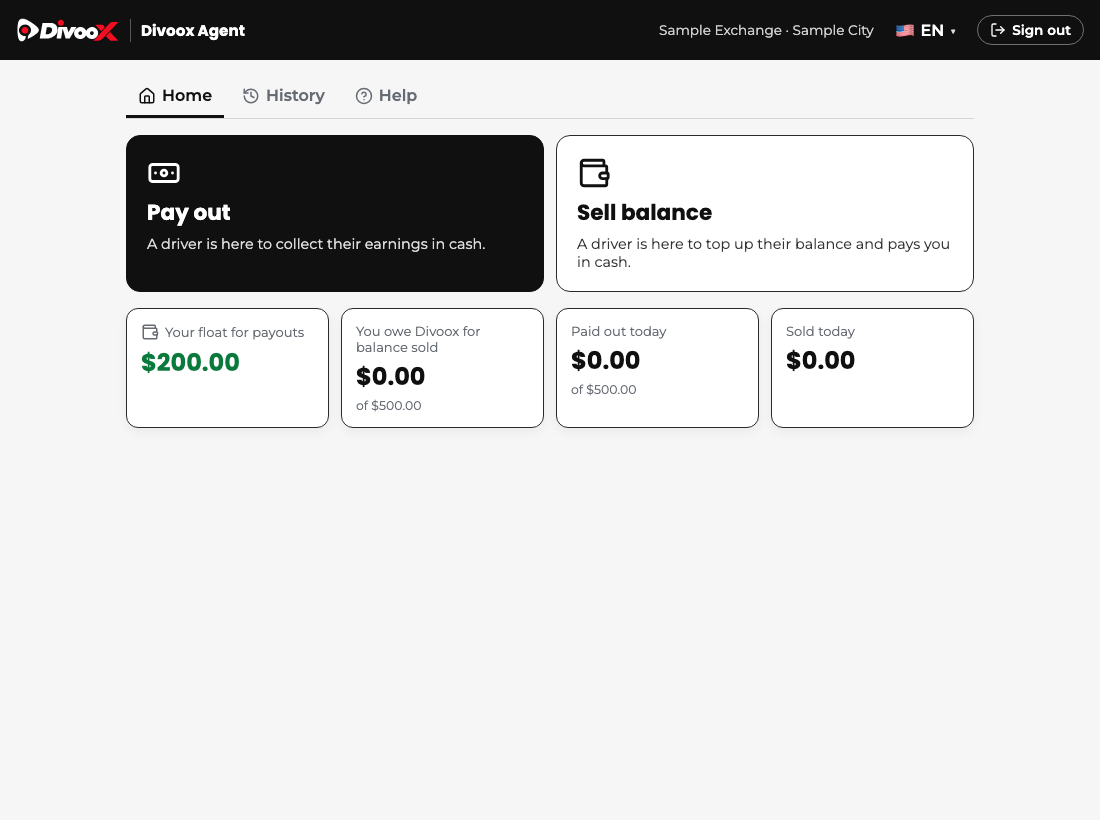 Divoox
Divoox Agent
Sample Exchange · Sample City
EN
Sign out
Home
History
Help
Pay out
A driver is here to collect their earnings in cash.
Sell balance
A driver is here to top up their balance and pays you
in cash.
Your float for payouts
$200.00
You owe Divoox for
balance sold
$0.00
of $500.00
Paid out today
$0.00
of $500.00
Sold today
$0.00